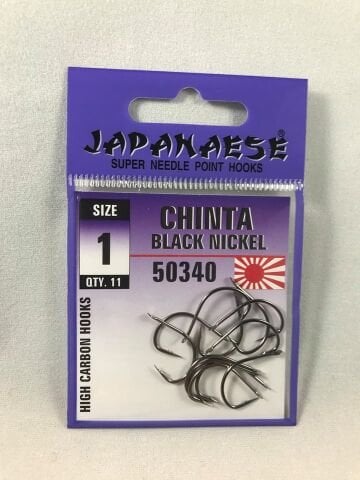 JAPANAESE®
SUPER NEEDLE POINT HOOKS
SIZE
1
QTY. 11
CHINTA
BLACK NICKEL
50340
HIGH CARBON HOOKS